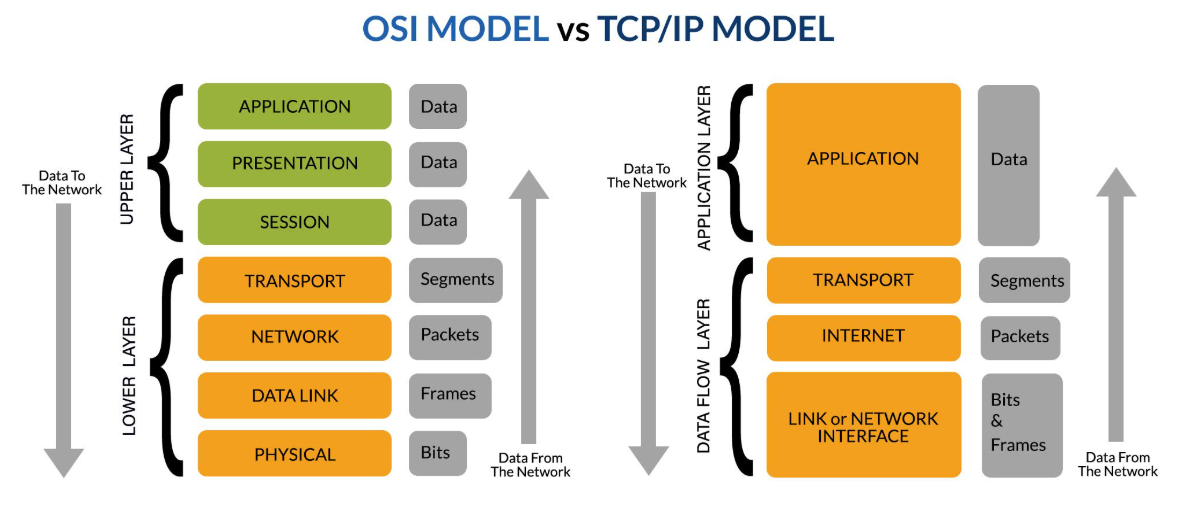 OSI MODEL vs TCP/IP MODEL
Data To
The Network
UPPER LAYER
APPLICATION
Data
PRESENTATION
Data
SESSION
Data
LOWER LAYER
TRANSPORT
Segments
NETWORK
Packets
DATA LINK
Frames
PHYSICAL
Bits
Data From
The Network
Data To
The Network
APPLICATION LAYER
APPLICATION
Data
DATA FLOW LAYER
TRANSPORT
Segments
INTERNET
Packets
LINK or NETWORK
INTERFACE
Bits
&
Frames
Data From
The Network